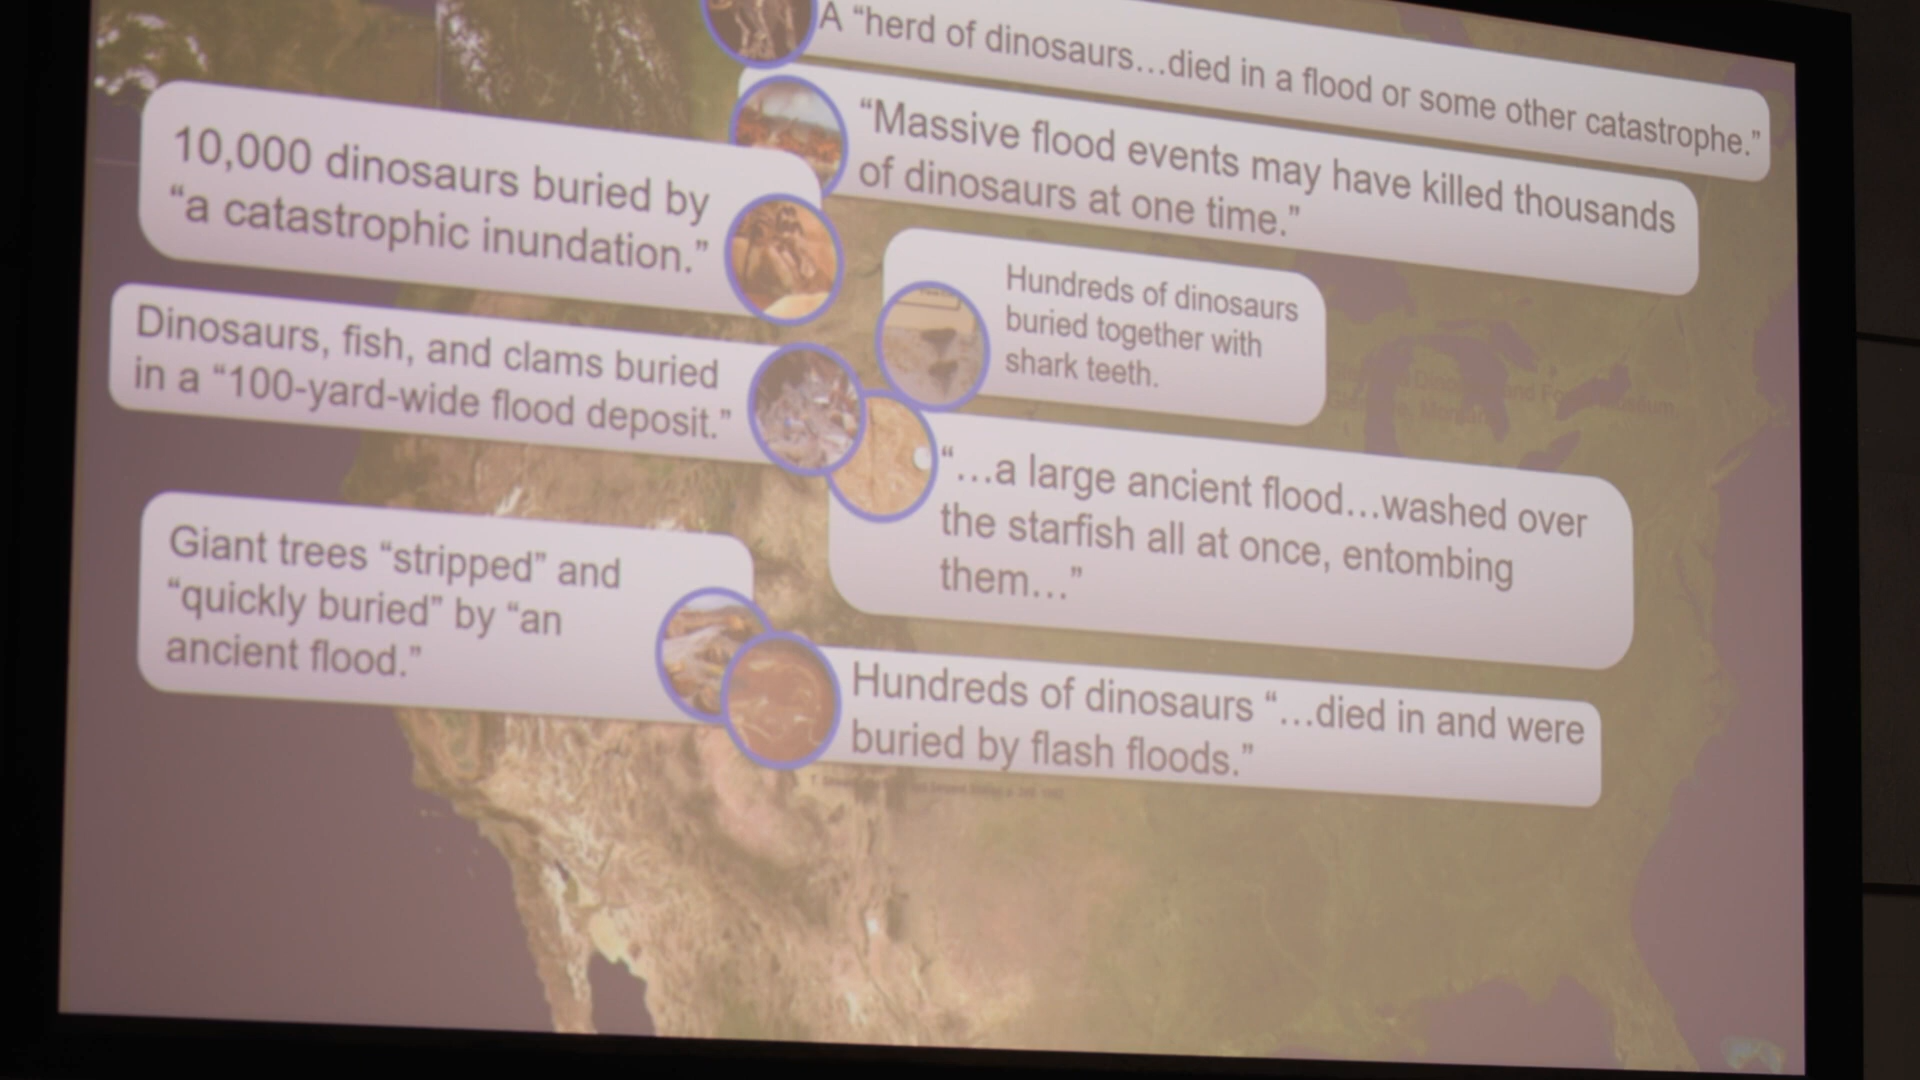 A “herd of dinosaurs…died in a flood or some other catastrophe.”
“Massive flood events may have killed thousands
of dinosaurs at one time.”
10,000 dinosaurs buried by
“a catastrophic inundation.”
Hundreds of dinosaurs
buried together with
shark teeth.
Dinosaurs, fish, and clams buried
in a “100-yard-wide flood deposit.”
“…a large ancient flood…washed over
the starfish all at once, entombing
them…”
Giant trees “stripped” and
“quickly buried” by “an
ancient flood.”
Hundreds of dinosaurs “…died in and were
buried by flash floods.”